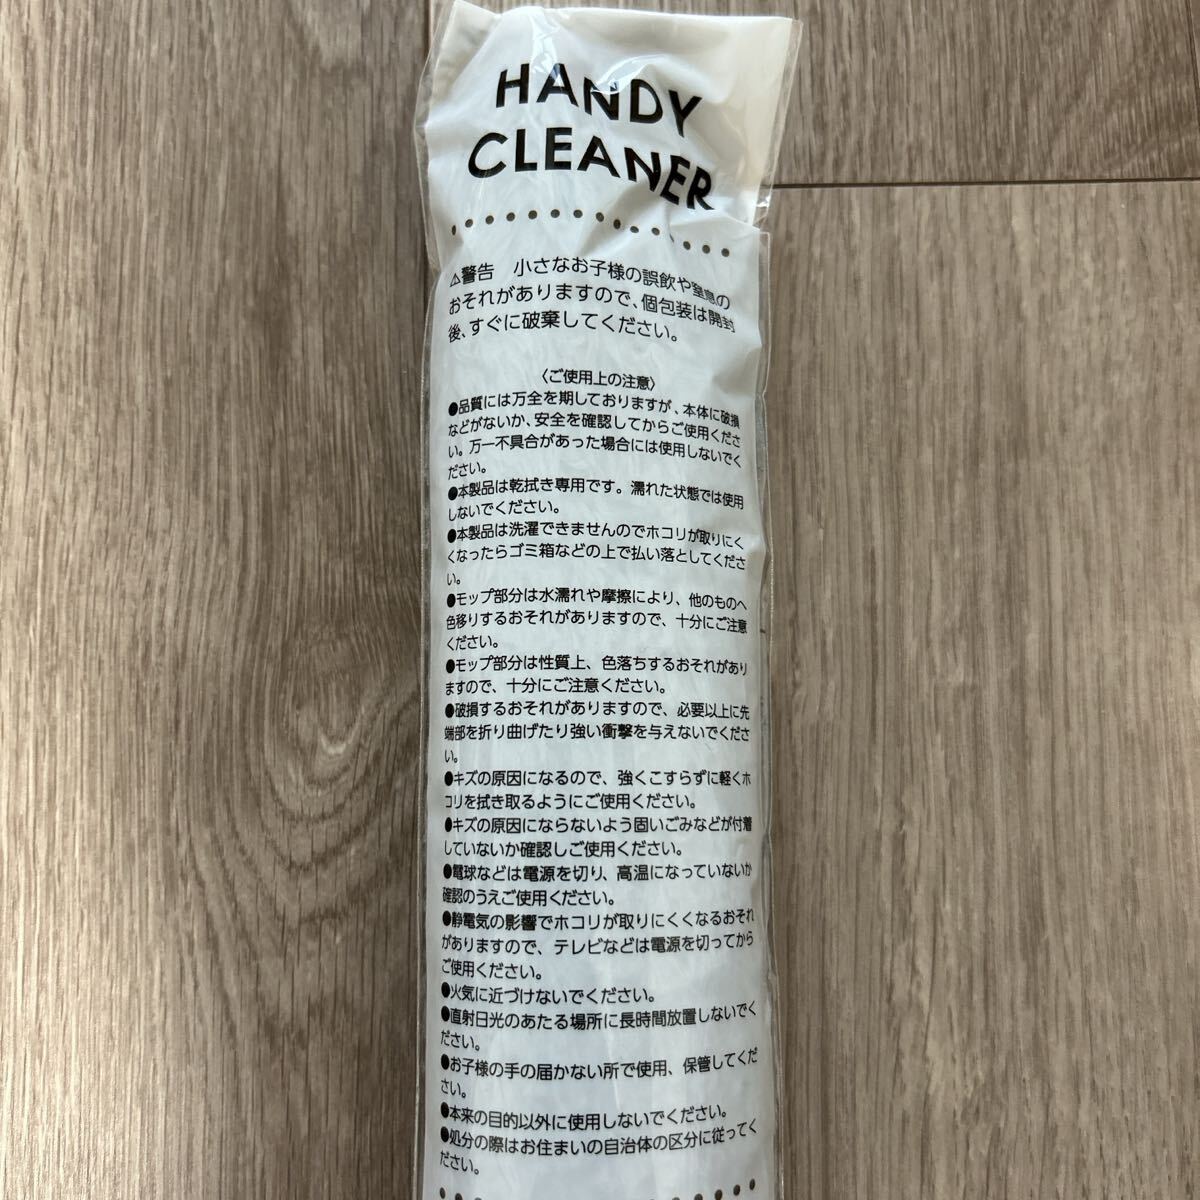 HANDY
CLEANER
⚠警告 小さなお子様の誤飲や窒息の
おそれがありますので、個包装は開封
後、すぐに破棄してください。
〈ご使用上の注意〉
●品質には万全を期しておりますが、本体に破損
などがないか、安全を確認してからご使用くださ
い。万一不具合があった場合には使用しないでく
ださい。
●本製品は乾拭き専用です。濡れた状態では使用
しないでください。
●本製品は洗濯できませんのでホコリが取りにく
くなったらゴミ箱などの上で払い落としてくださ
い。
●モップ部分は水濡れや摩擦により、他のものへ
色移りするおそれがありますので、十分にご注意
ください。
●モップ部分は性質上、色落ちするおそれがあり
ますので、十分にご注意ください。
●破損するおそれがありますので、必要以上に先
端部を折り曲げたり強い衝撃を与えないでくださ
い。
●キズの原因になるので、強くこすらずに軽くホ
コリを拭き取るようにご使用ください。
●キズの原因にならないよう固いごみなどが付着
していないか確認しご使用ください。
●電球などは電源を切り、高温になっていないか
確認のうえご使用ください。
●静電気の影響でホコリが取りにくくなるおそれ
がありますので、テレビなどは電源を切ってから
ご使用ください。
●火気に近づけないでください。
●直射日光のあたる場所に長時間放置しないでく
ださい。
●お子様の手の届かない所で使用、保管してくだ
さい。
●本来の目的以外に使用しないでください。
●処分の際はお住まいの自治体の区分に従ってく
ださい。